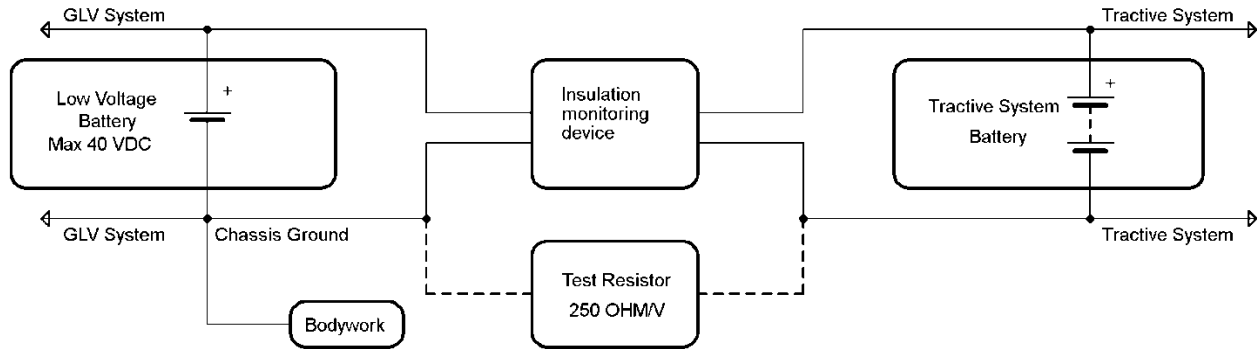 GLV System
Tractive System
Low Voltage
Battery
Max 40 VDC
+
Insulation
monitoring
device
Tractive System
Battery
+
GLV System
Chassis Ground
Tractive System
Test Resistor
250 OHM/V
Bodywork